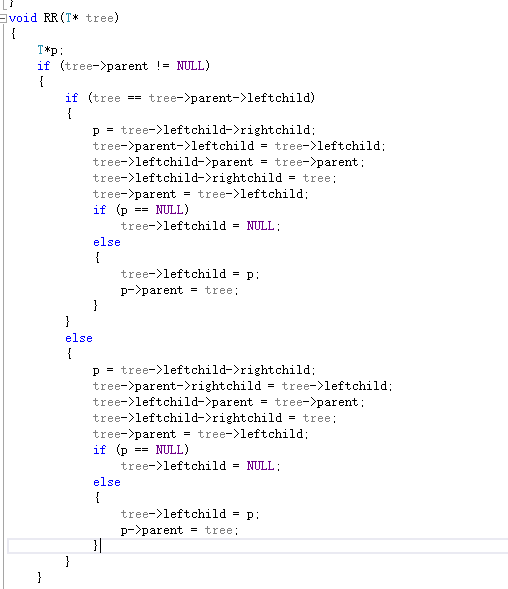 }
void RR(T* tree)
{
    T*p;
    if (tree->parent != NULL)
    {
        if (tree == tree->parent->leftchild)
        {
            p = tree->leftchild->rightchild;
            tree->parent->leftchild = tree->leftchild;
            tree->leftchild->parent = tree->parent;
            tree->leftchild->rightchild = tree;
            tree->parent = tree->leftchild;
            if (p == NULL)
                tree->leftchild = NULL;
            else
            {
                tree->leftchild = p;
                p->parent = tree;
            }
        }
        else
        {
            p = tree->leftchild->rightchild;
            tree->parent->rightchild = tree->leftchild;
            tree->leftchild->parent = tree->parent;
            tree->leftchild->rightchild = tree;
            tree->parent = tree->leftchild;
            if (p == NULL)
                tree->leftchild = NULL;
            else
            {
                tree->leftchild = p;
                p->parent = tree;
            }
        }
    }